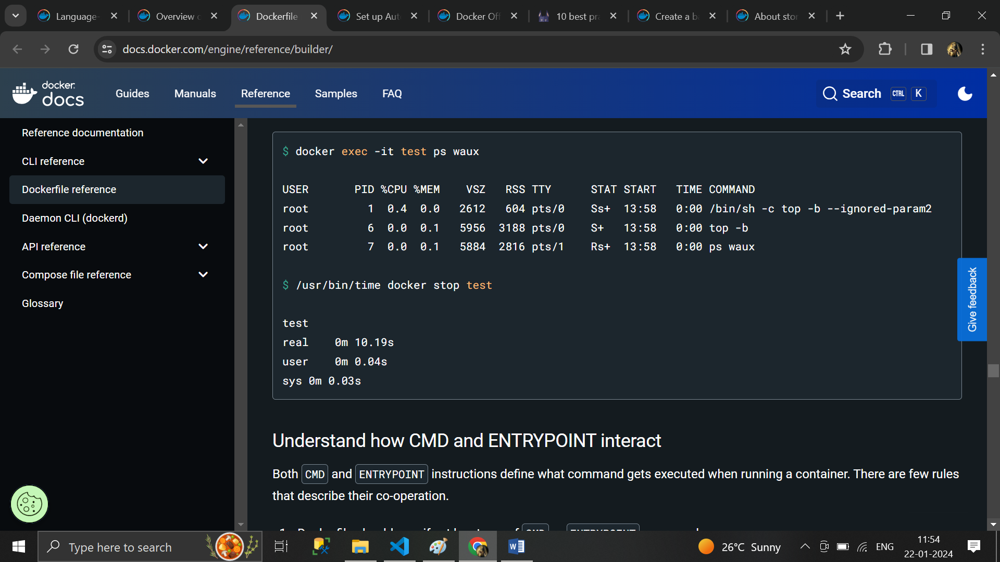 Language-
Overview c
Dockerfile
Set up Aut
Docker Off
10 best pra
Create a ba
About stor
docs.docker.com/engine/reference/builder/
docker
docs
Guides
Manuals
Reference
Samples
FAQ
Search
CTRL
K
Reference documentation
CLI reference
Dockerfile reference
Daemon CLI (dockerd)
API reference
Compose file reference
Glossary
$ docker exec -it test ps waux
USER PID %CPU %MEM VSZ RSS TTY STAT START TIME COMMAND
root 1 0.4 0.0 2612 604 pts/0 Ss+ 13:58 0:00 /bin/sh -c top -b --ignored-param2
root 6 0.0 0.1 5956 3188 pts/0 S+ 13:58 0:00 top -b
root 7 0.0 0.1 5884 2816 pts/1 Rs+ 13:58 0:00 ps waux
$ /usr/bin/time docker stop test
test
real 0m 10.19s
user 0m 0.04s
sys 0m 0.03s
Give feedback
Understand how CMD and ENTRYPOINT interact
Both CMD and ENTRYPOINT instructions define what command gets executed when running a container. There are few rules
that describe their co-operation.
Type here to search
26°C Sunny
ENG
11:54
22-01-2024